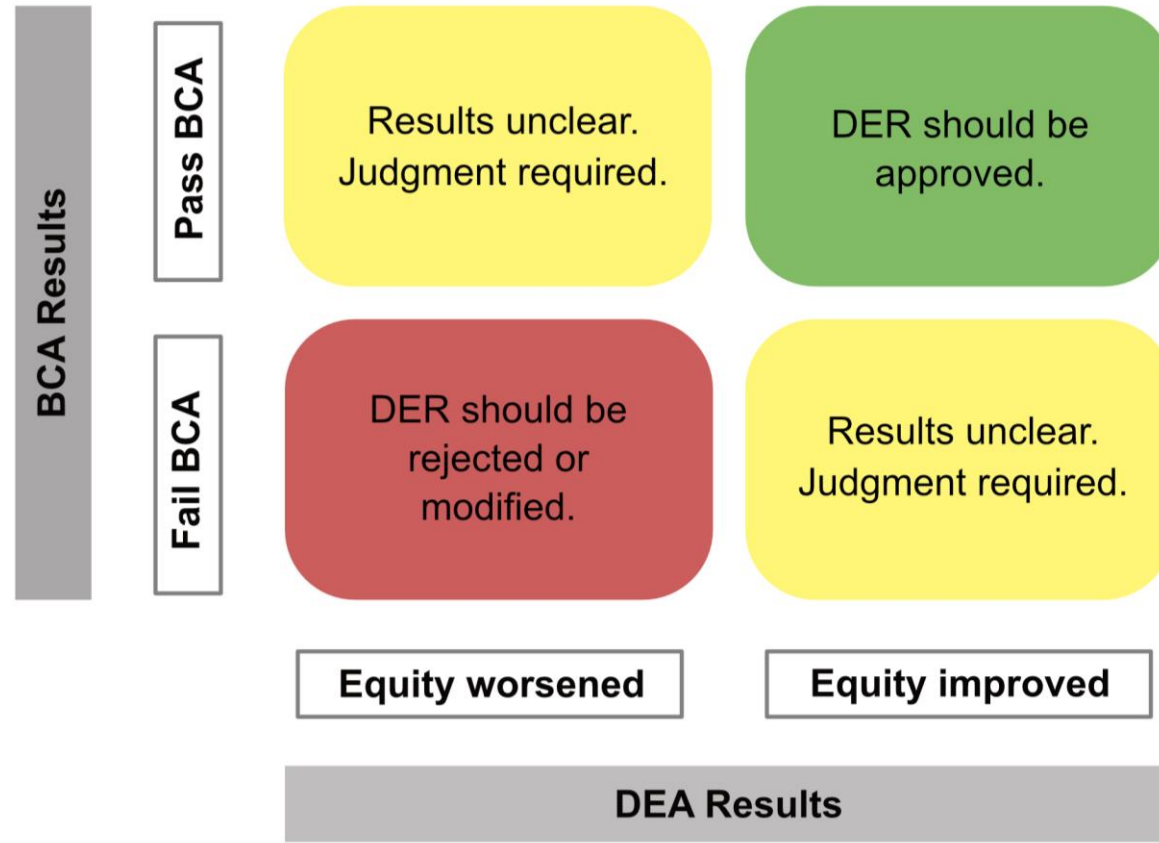 BCA Results
Pass BCA
Results unclear.
Judgment required.
DER should be
approved.
Fail BCA
DER should be
rejected or
modified.
Results unclear.
Judgment required.
Equity worsened
Equity improved
DEA Results